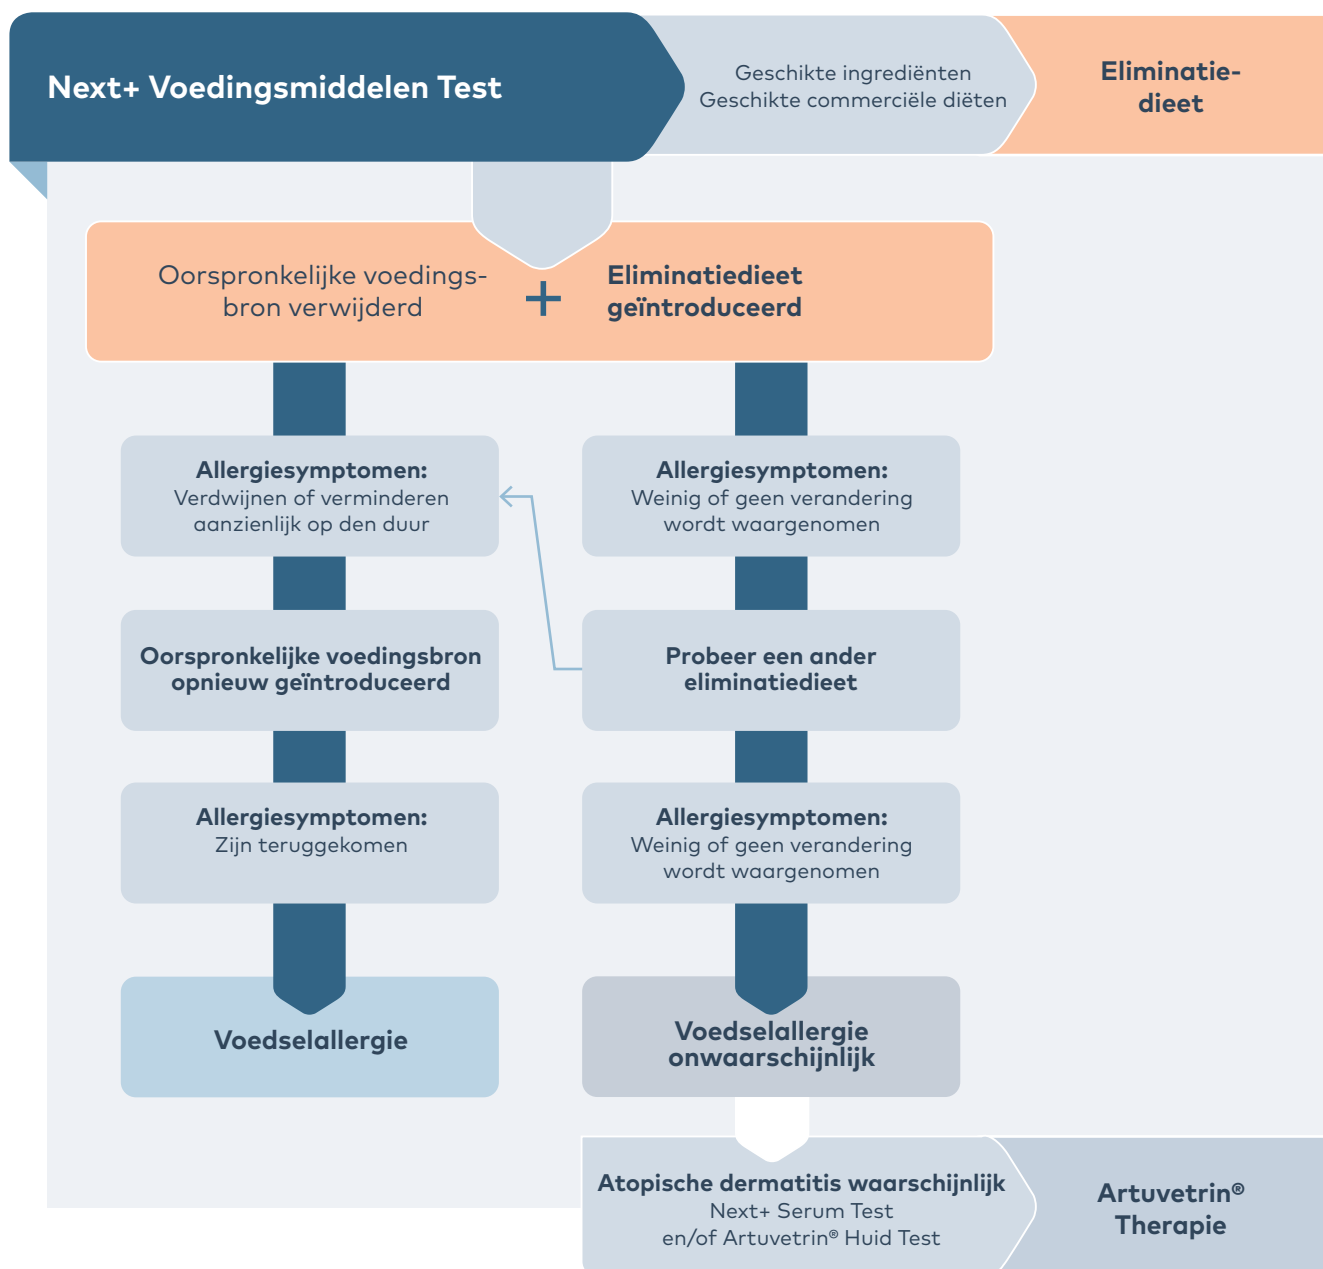 Next+ Voedingsmiddelen Test
Geschikte ingrediënten
Geschikte commerciële diëten
Eliminatie-
dieet
Oorspronkelijke voedings-
bron verwijderd
+
Eliminatiedieet
geïntroduceerd
Allergiesymptomen:
Verdwijnen of verminderen
aanzienlijk op den duur
Allergiesymptomen:
Weinig of geen verandering
wordt waargenomen
Oorspronkelijke voedingsbron
opnieuw geïntroduceerd
Probeer een ander
eliminatiedieet
Allergiesymptomen:
Zijn teruggekomen
Allergiesymptomen:
Weinig of geen verandering
wordt waargenomen
Voedselallergie
Voedselallergie
onwaarschijnlijk
Atopische dermatitis waarschijnlijk
Next+ Serum Test
en/of Artuvetrin® Huid Test
Artuvetrin®
Therapie